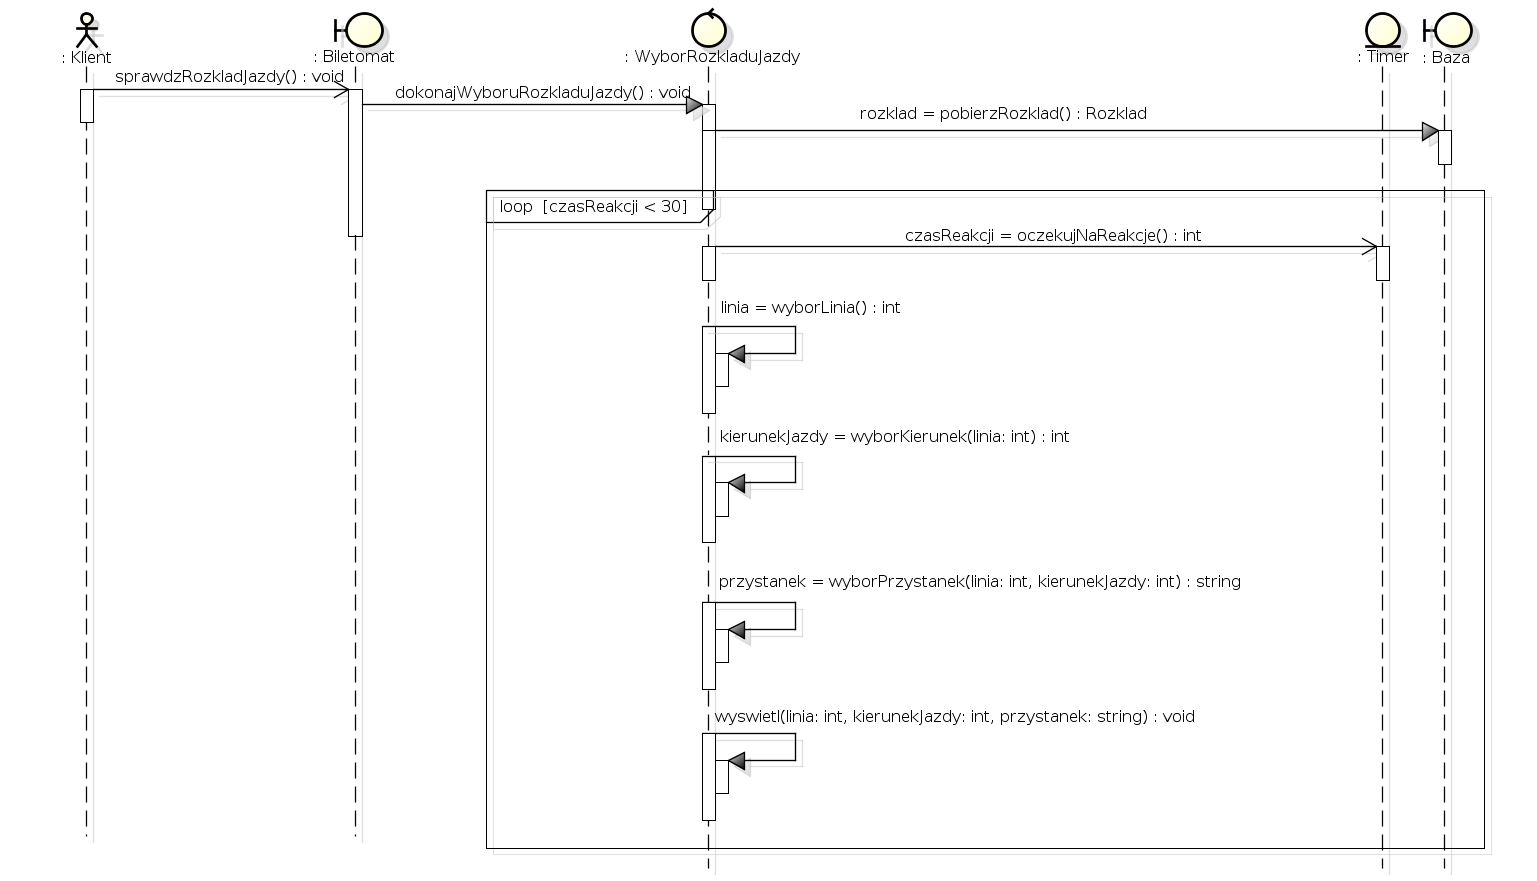 : Klient
: Biletomat
: WyborRozkladuJazdy
: Timer
: Baza
sprawdzRozkladJazdy() : void
dokonajWyboruRozkladuJazdy() : void
rozklad = pobierzRozklad() : Rozklad
loop [czasReakcji < 30]
czasReakcji = oczekujNaReakcje() : int
linia = wyborLinia() : int
kierunekJazdy = wyborKierunek(linia: int) : int
przystanek = wyborPrzystanek(linia: int, kierunekJazdy: int) : string
wyswietl(linia: int, kierunekJazdy: int, przystanek: string) : void